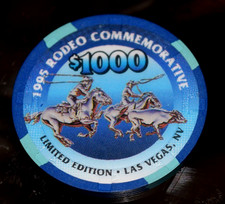 1995 RODEO COMMEMORATIVE
$1000
LIMITED EDITION • LAS VEGAS, NV